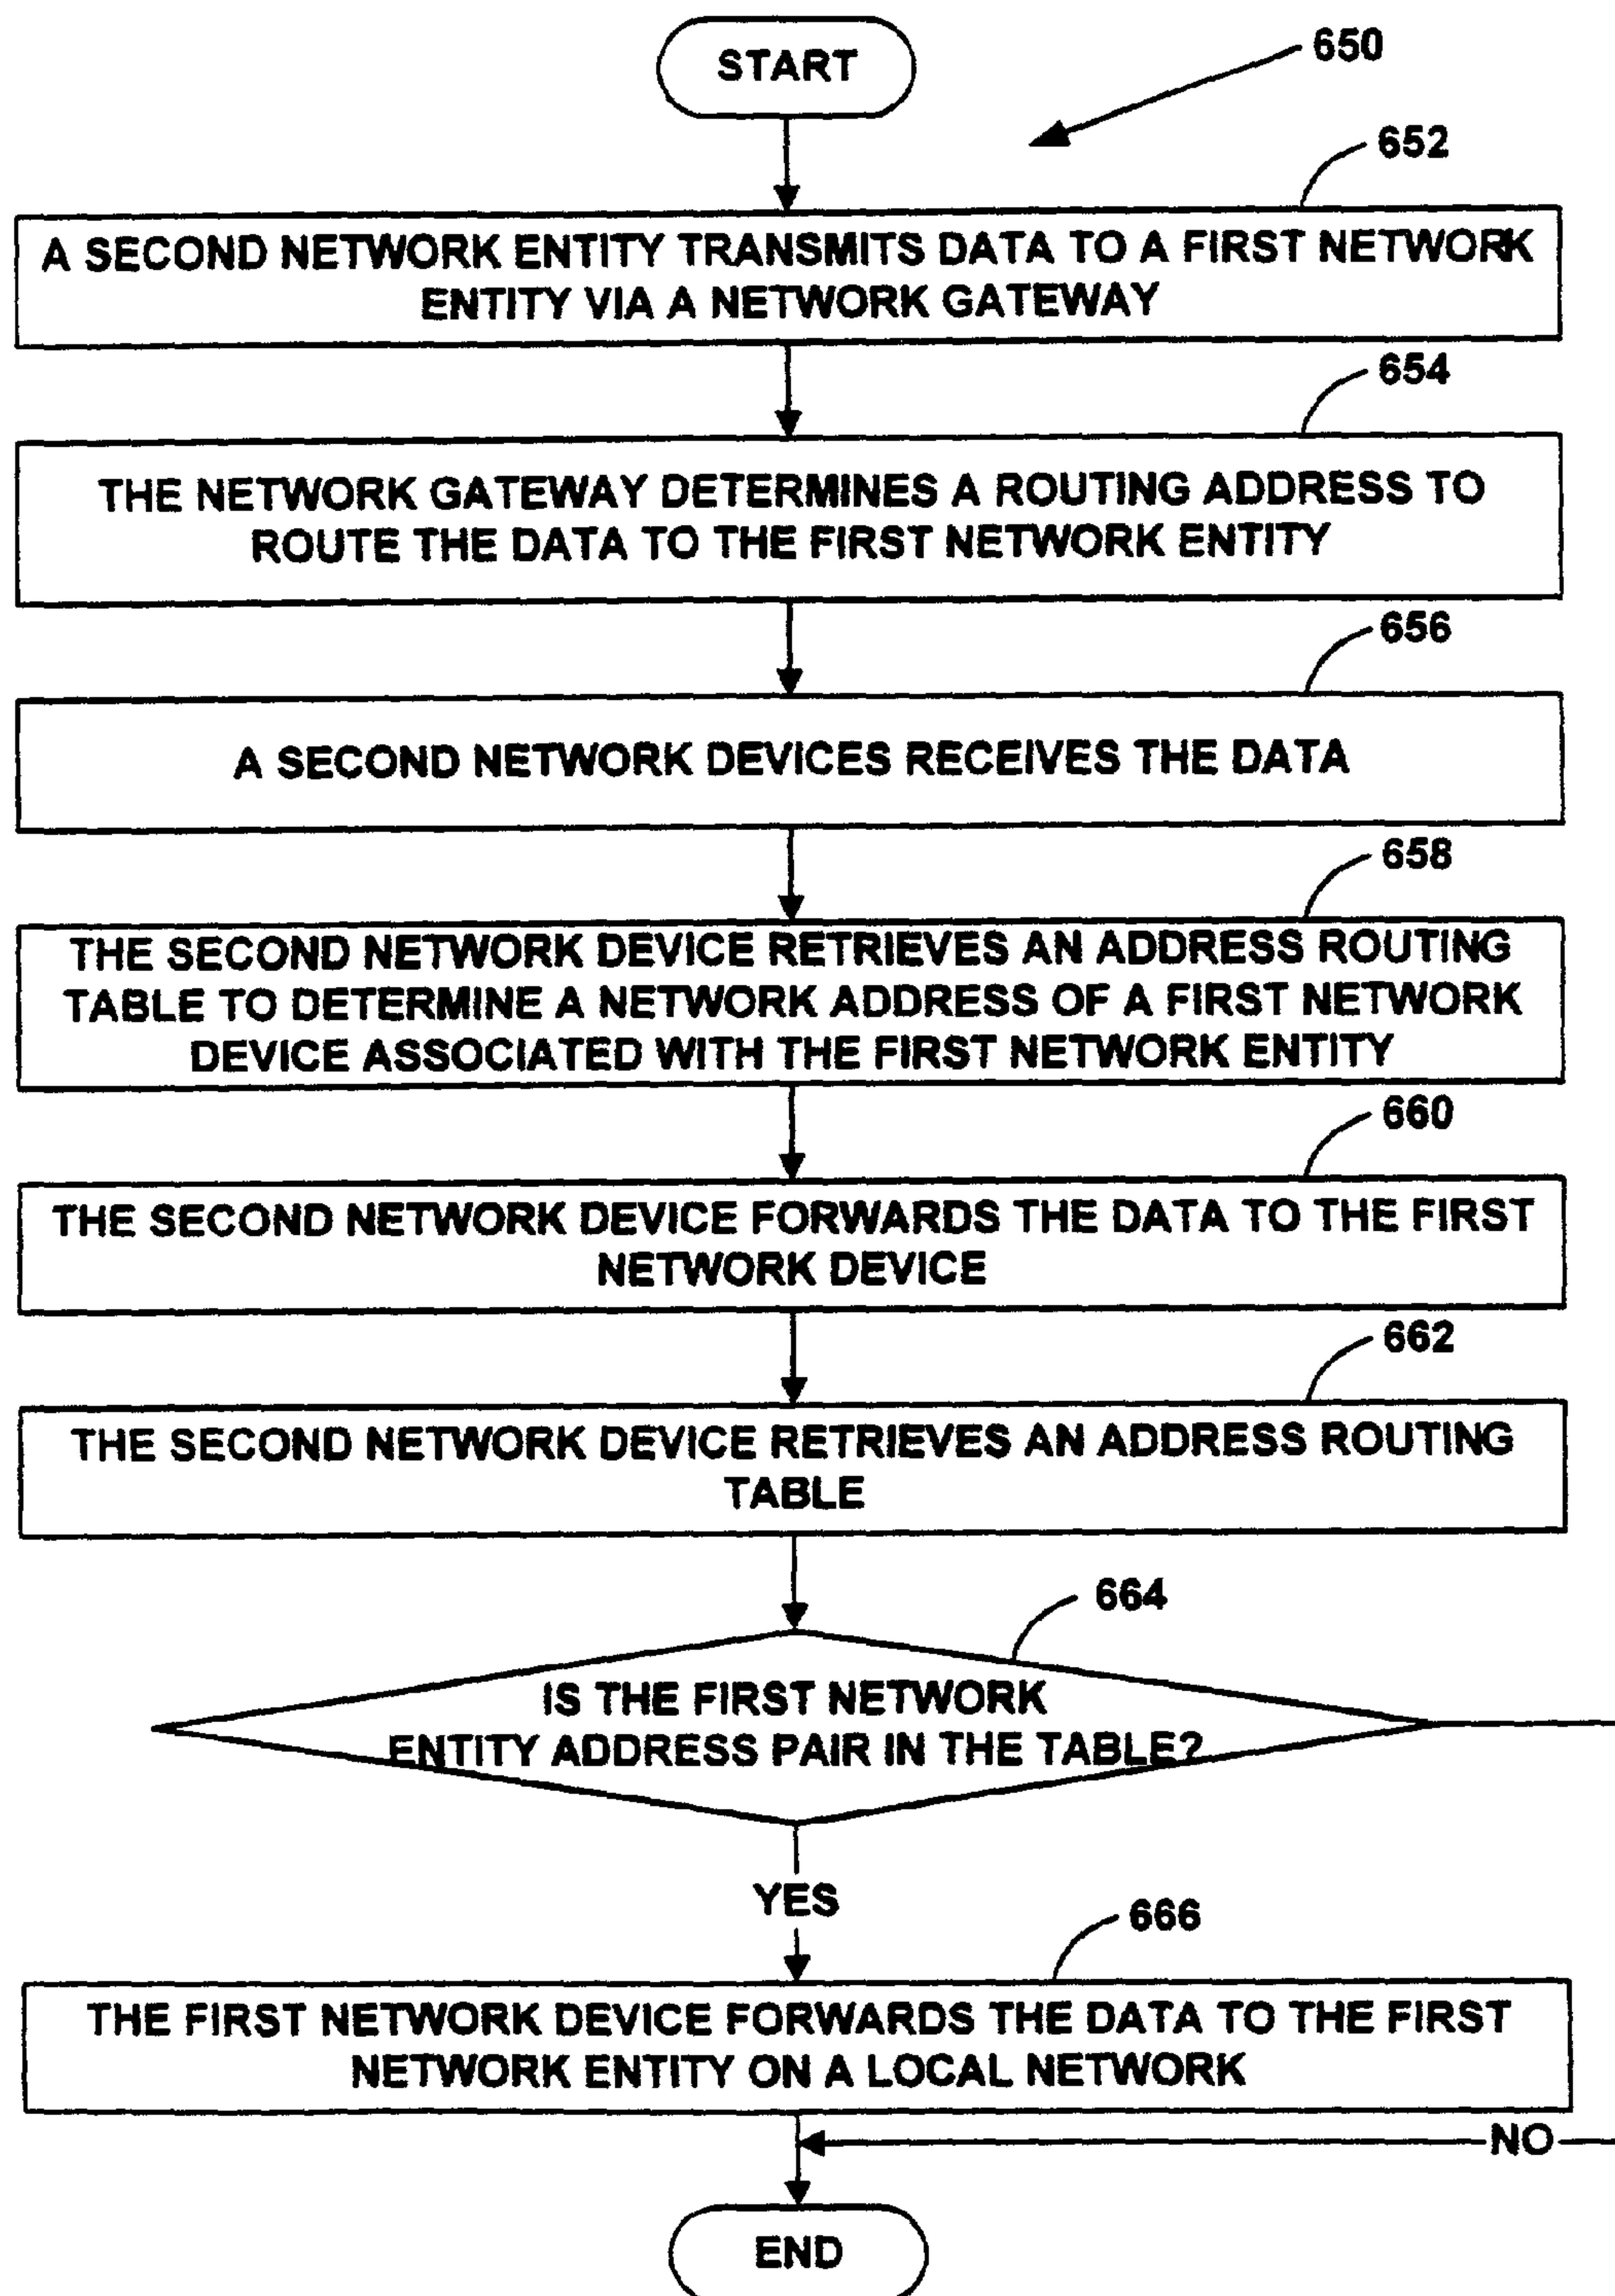 START
650
652
A SECOND NETWORK ENTITY TRANSMITS DATA TO A FIRST NETWORK
ENTITY VIA A NETWORK GATEWAY
654
THE NETWORK GATEWAY DETERMINES A ROUTING ADDRESS TO
ROUTE THE DATA TO THE FIRST NETWORK ENTITY
656
A SECOND NETWORK DEVICES RECEIVES THE DATA
658
THE SECOND NETWORK DEVICE RETRIEVES AN ADDRESS ROUTING
TABLE TO DETERMINE A NETWORK ADDRESS OF A FIRST NETWORK
DEVICE ASSOCIATED WITH THE FIRST NETWORK ENTITY
660
THE SECOND NETWORK DEVICE FORWARDS THE DATA TO THE FIRST
NETWORK DEVICE
662
THE SECOND NETWORK DEVICE RETRIEVES AN ADDRESS ROUTING
TABLE
664
IS THE FIRST NETWORK
ENTITY ADDRESS PAIR IN THE TABLE?
YES
666
THE FIRST NETWORK DEVICE FORWARDS THE DATA TO THE FIRST
NETWORK ENTITY ON A LOCAL NETWORK
NO
END